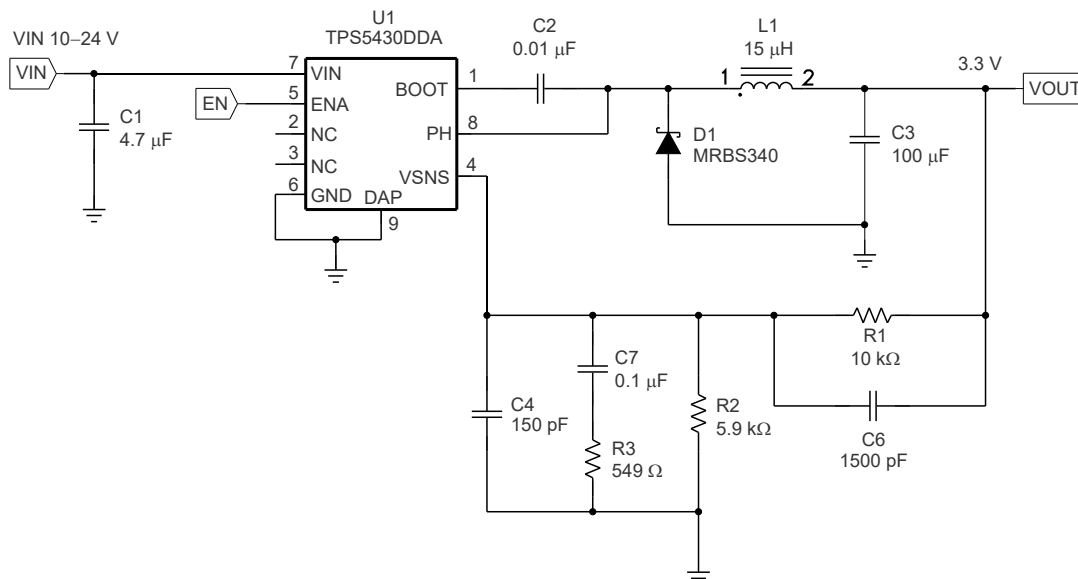 U1
TPS5430DDA
VIN 10–24 V
VIN
EN
C1
4.7 μF
7
5
2
3
6
VIN
ENA
NC
NC
GND
DAP
9
BOOT
PH
VSNS
1
8
4
C2
0.01 μF
L1
15 μH
1
2
D1
MRBS340
C3
100 μF
3.3 V
VOUT
C4
150 pF
C7
0.1 μF
R3
549 Ω
R2
5.9 kΩ
R1
10 kΩ
C6
1500 pF